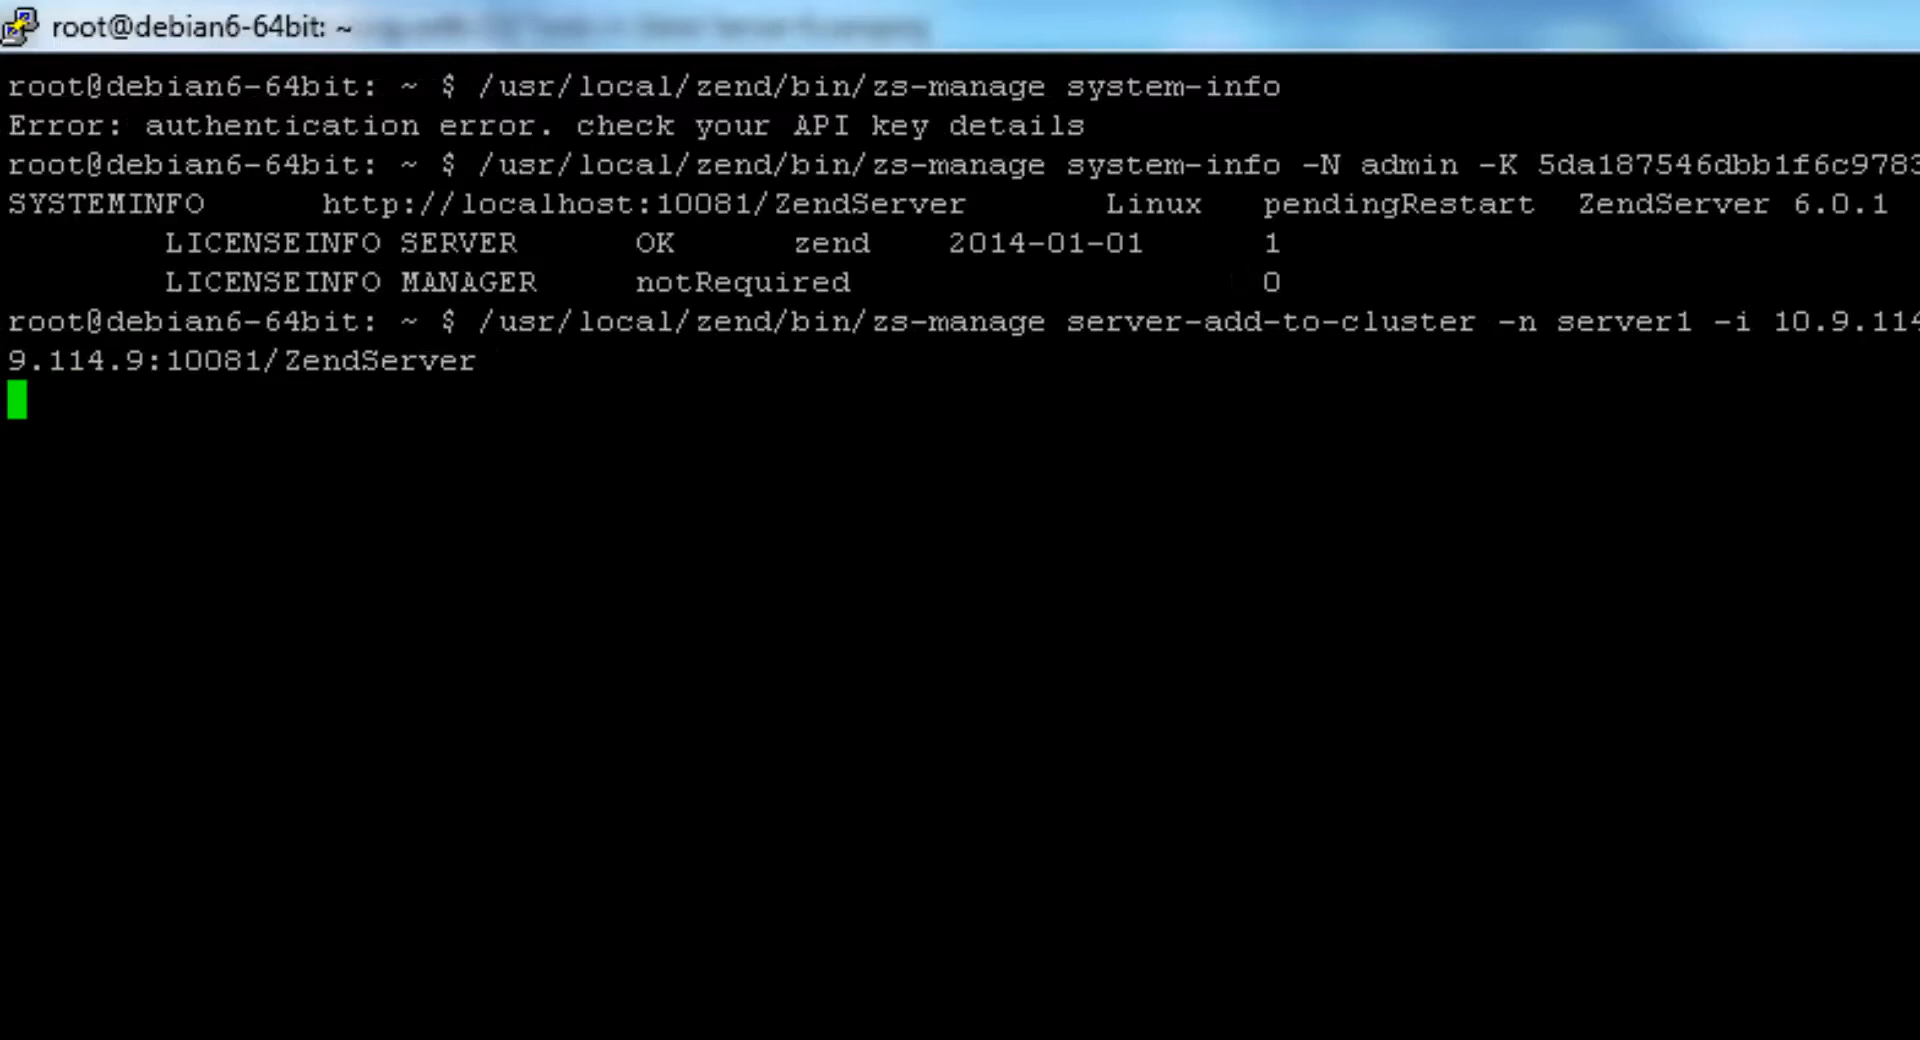 root@debian6-64bit: ~
root@debian6-64bit: ~ $ /usr/local/zend/bin/zs-manage system-info
Error: authentication error. check your API key details
root@debian6-64bit: ~ $ /usr/local/zend/bin/zs-manage system-info -N admin -K 5da187546dbb1f6c9783
SYSTEMINFO http://localhost:10081/ZendServer Linux pendingRestart ZendServer 6.0.1
LICENSEINFO SERVER OK zend 2014-01-01 1
LICENSEINFO MANAGER notRequired 0
root@debian6-64bit: ~ $ /usr/local/zend/bin/zs-manage server-add-to-cluster -n server1 -i 10.9.114
9.114.9:10081/ZendServer